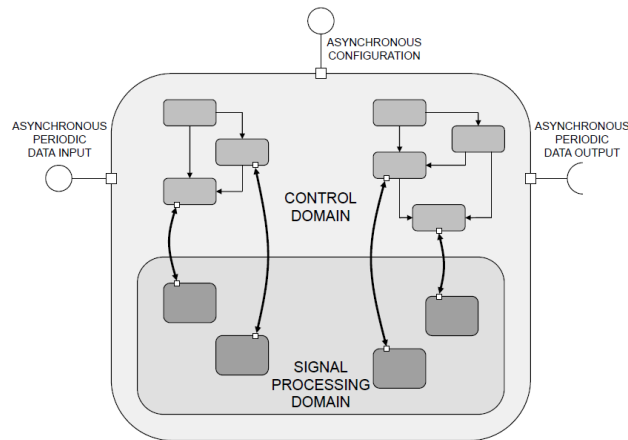 ASYNCHRONOUS
CONFIGURATION
ASYNCHRONOUS
PERIODIC
DATA INPUT
ASYNCHRONOUS
PERIODIC
DATA OUTPUT
CONTROL
DOMAIN
SIGNAL
PROCESSING
DOMAIN